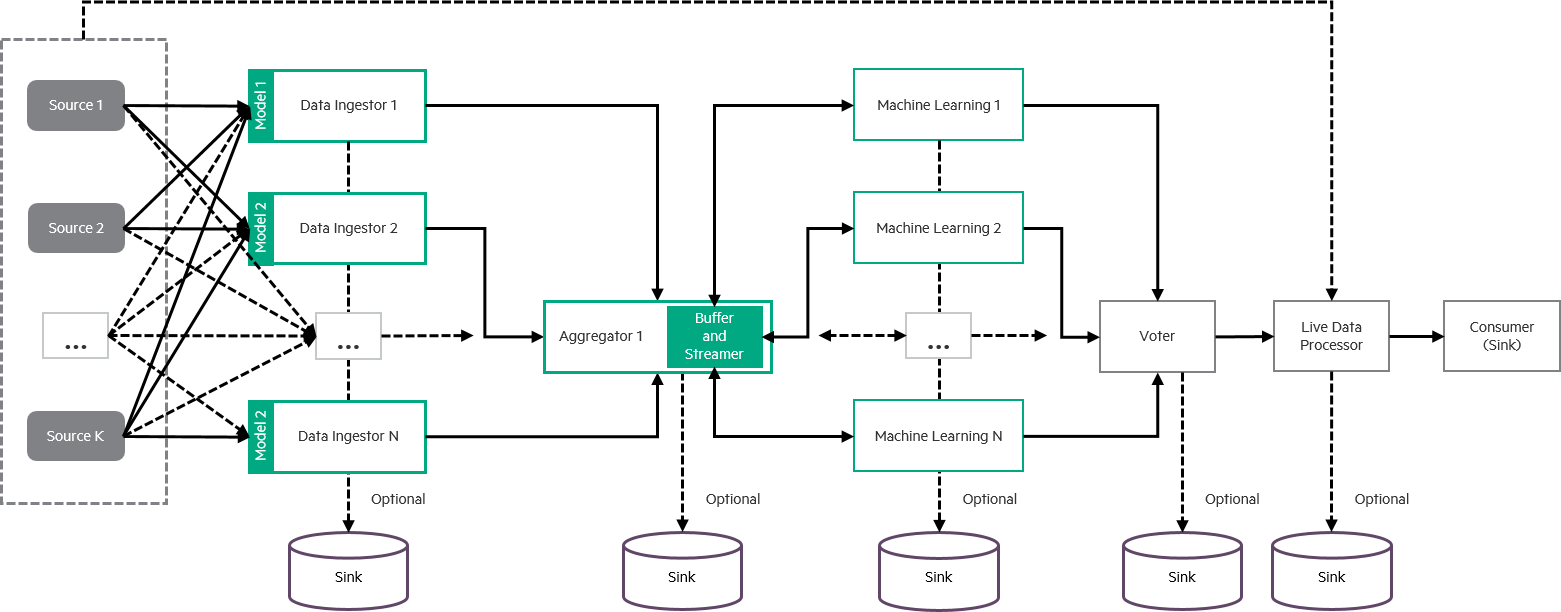 Source 1
Model 1
Data Ingestor 1
Machine Learning 1
Source 2
Model 2
Data Ingestor 2
Machine Learning 2
...
...
Aggregator 1
Buffer
and
Streamer
...
Voter
Live Data
Processor
Consumer
(Sink)
Source K
Model 2
Data Ingestor N
Machine Learning N
Optional
Optional
Optional
Optional
Optional
Sink
Sink
Sink
Sink
Sink